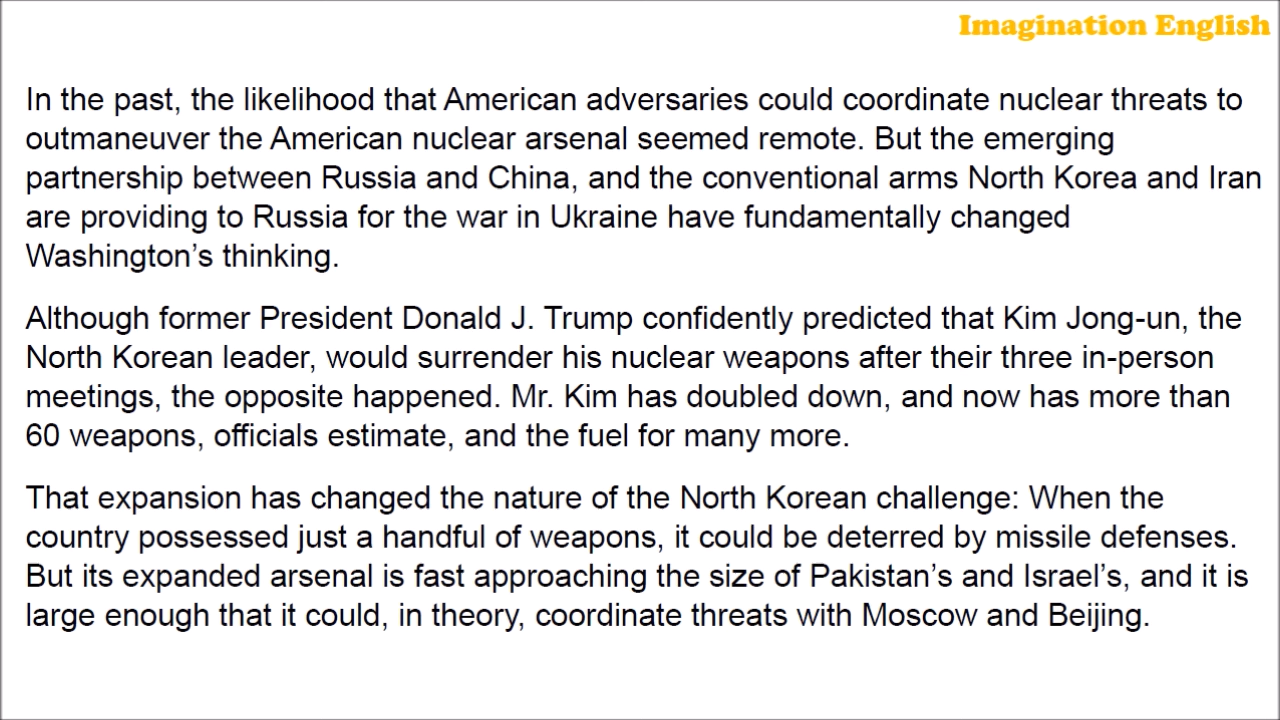 Imagination English
In the past, the likelihood that American adversaries could coordinate nuclear threats to
outmaneuver the American nuclear arsenal seemed remote. But the emerging
partnership between Russia and China, and the conventional arms North Korea and Iran
are providing to Russia for the war in Ukraine have fundamentally changed
Washington’s thinking.
Although former President Donald J. Trump confidently predicted that Kim Jong-un, the
North Korean leader, would surrender his nuclear weapons after their three in-person
meetings, the opposite happened. Mr. Kim has doubled down, and now has more than
60 weapons, officials estimate, and the fuel for many more.
That expansion has changed the nature of the North Korean challenge: When the
country possessed just a handful of weapons, it could be deterred by missile defenses.
But its expanded arsenal is fast approaching the size of Pakistan’s and Israel’s, and it is
large enough that it could, in theory, coordinate threats with Moscow and Beijing.